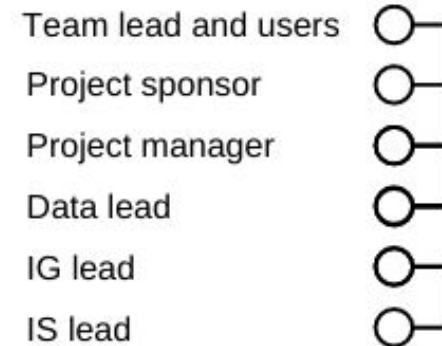 Team lead and users
Project sponsor
Project manager
Data lead
IG lead
IS lead